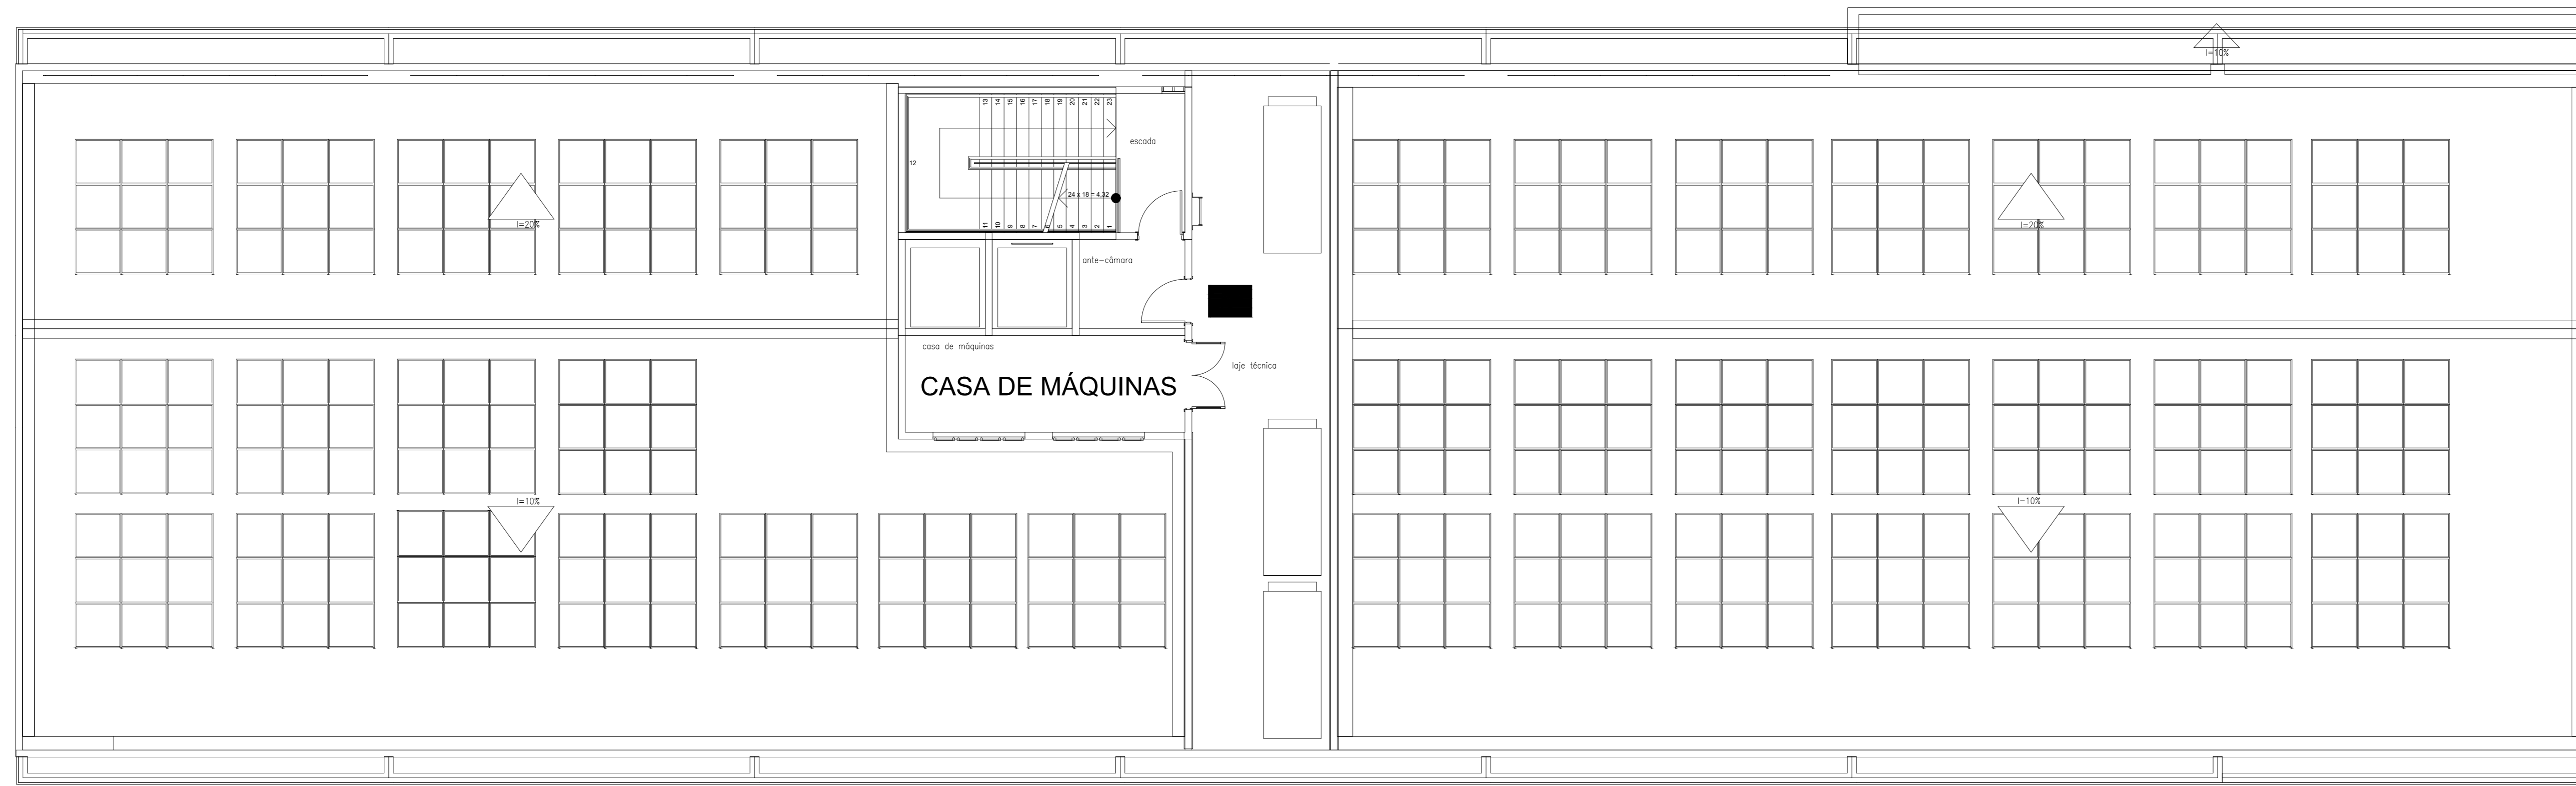 I=10%
13 14 15 16 17 18 19 20 21 22 23
escada
12
24 x 18 = 4,32
I=20%
I=20%
11 10 9 8 7 6 5 4 3 2 1
ante-câmara
casa de máquinas
laje técnica
CASA DE MÁQUINAS
I=10%
I=10%